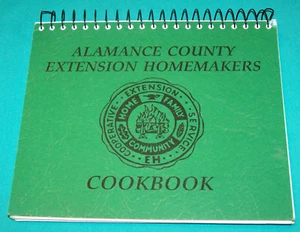 ALAMANCE COUNTY
EXTENSION HOMEMAKERS
COOPERATIVE · EXTENSION · SERVICE
HOME FAMILY
COMMUNITY
EH
COOKBOOK